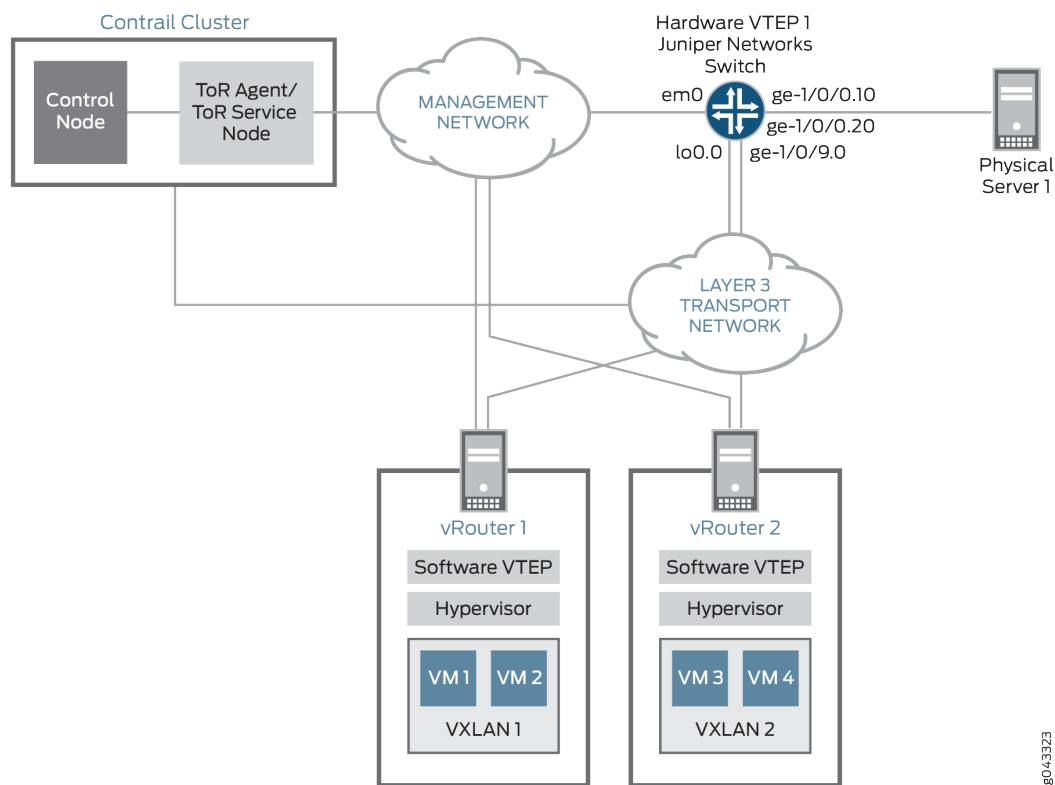 Contrail Cluster
Control
Node
ToR Agent/
ToR Service
Node
MANAGEMENT
NETWORK
Hardware VTEP 1
Juniper Networks
Switch
em0
ge-1/0/0.10
ge-1/0/0.20
lo0.0
ge-1/0/9.0
Physical
Server 1
LAYER 3
TRANSPORT
NETWORK
vRouter 1
Software VTEP
Hypervisor
VM 1
VM 2
VXLAN 1
vRouter 2
Software VTEP
Hypervisor
VM 3
VM 4
VXLAN 2
g043323